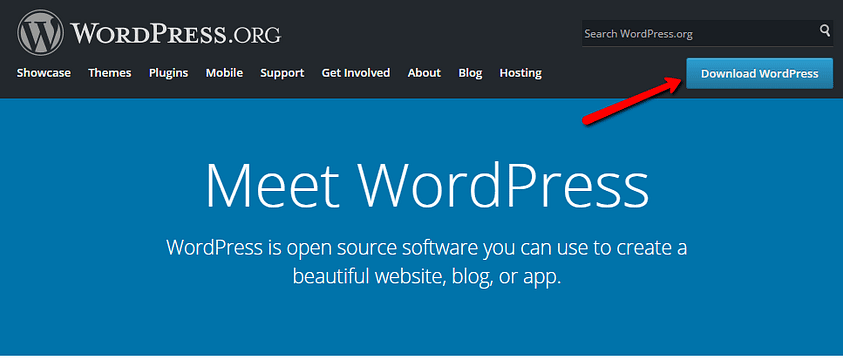 WORDPRESS.ORG
Search WordPress.org
Showcase Themes Plugins Mobile Support Get Involved About Blog Hosting
Download WordPress
Meet WordPress
WordPress is open source software you can use to create a
beautiful website, blog, or app.